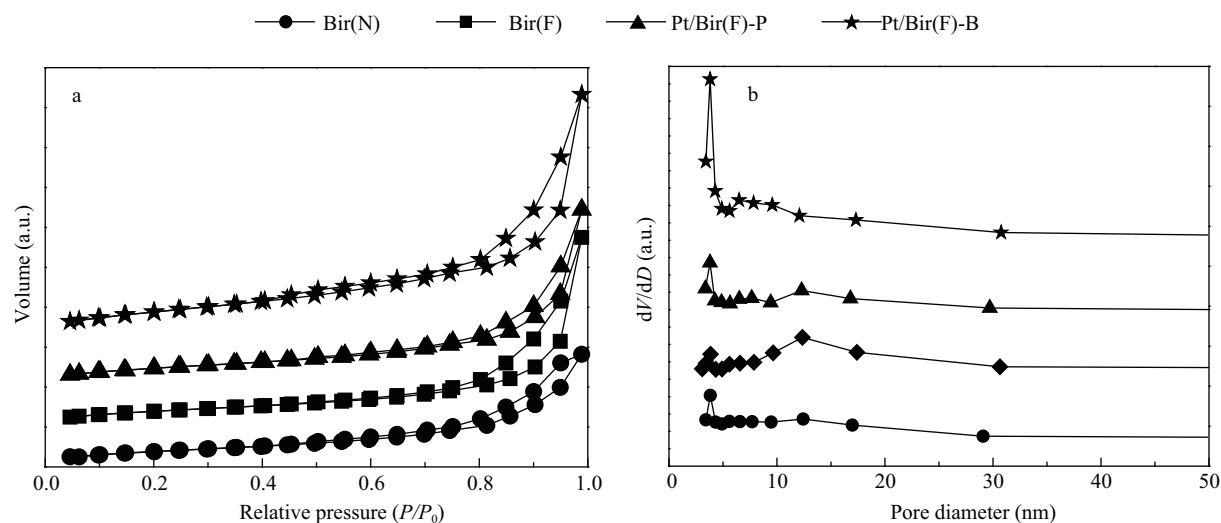 Bir(N) Bir(F) Pt/Bir(F)-P Pt/Bir(F)-B
a
Volume (a.u.)
0.0 0.2 0.4 0.6 0.8 1.0
Relative pressure (P/P₀)
b
dV/dD (a.u.)
0 10 20 30 40 50
Pore diameter (nm)